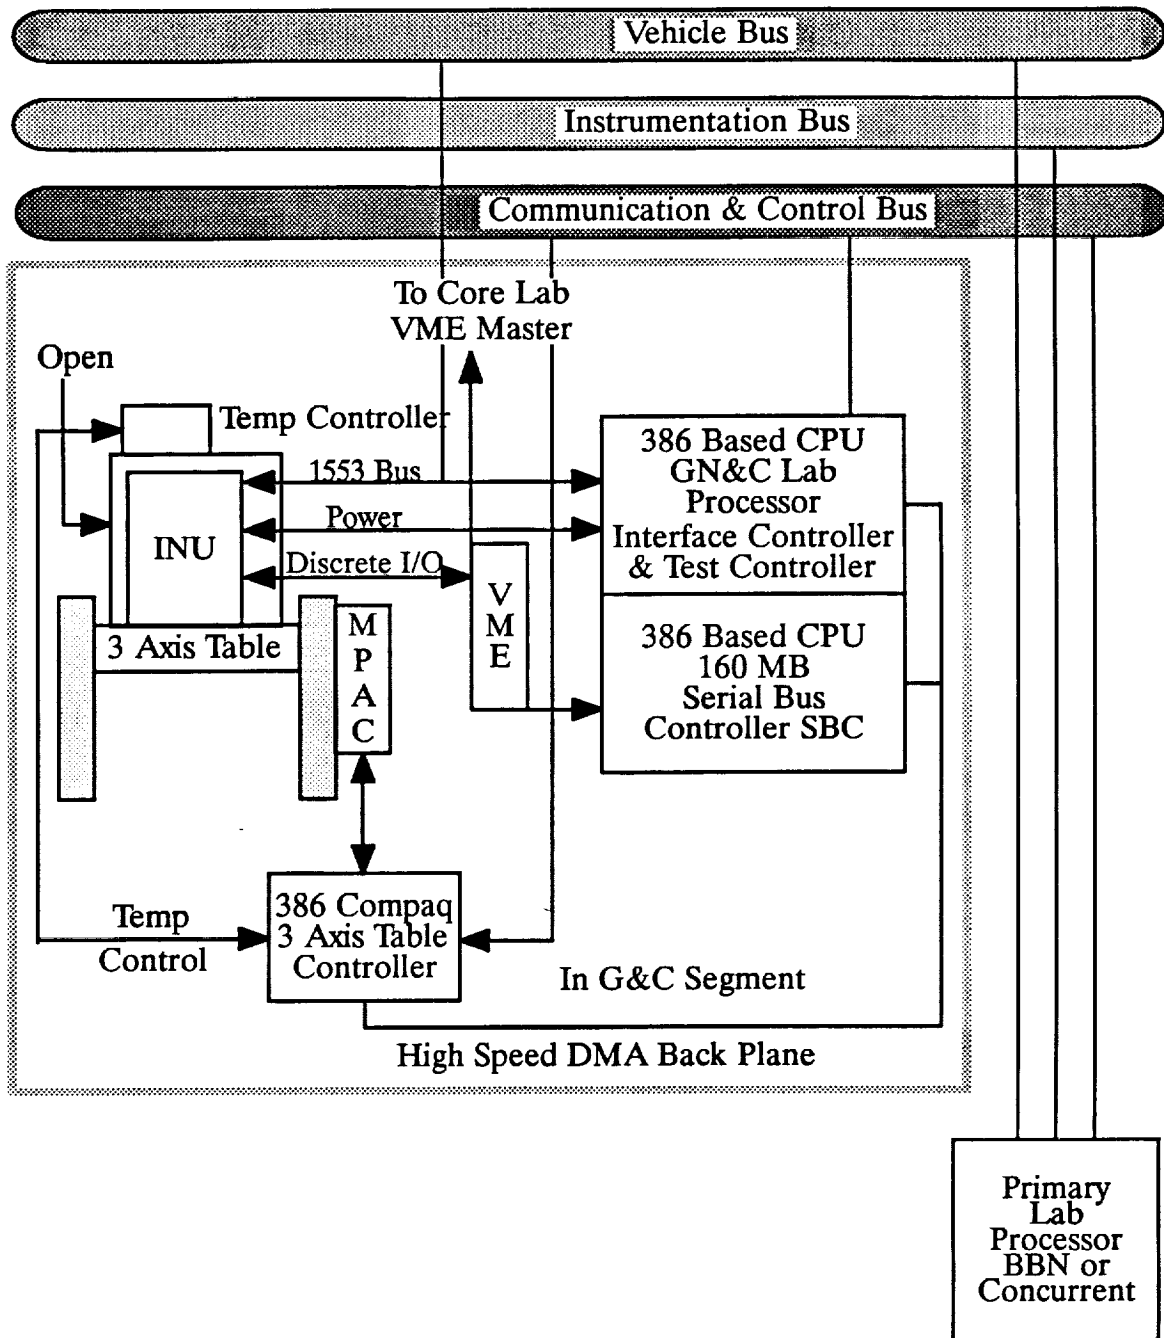 Vehicle Bus
Instrumentation Bus
Communication & Control Bus
To Core Lab
VME Master
Open
Temp Controller
1553 Bus
Power
INU
Discrete I/O
3 Axis Table
M
P
A
C
V
M
E
386 Based CPU
GN&C Lab
Processor
Interface Controller
& Test Controller
386 Based CPU
160 MB
Serial Bus
Controller SBC
386 Compaq
3 Axis Table
Controller
Temp
Control
In G&C Segment
High Speed DMA Back Plane
Primary
Lab
Processor
BBN or
Concurrent